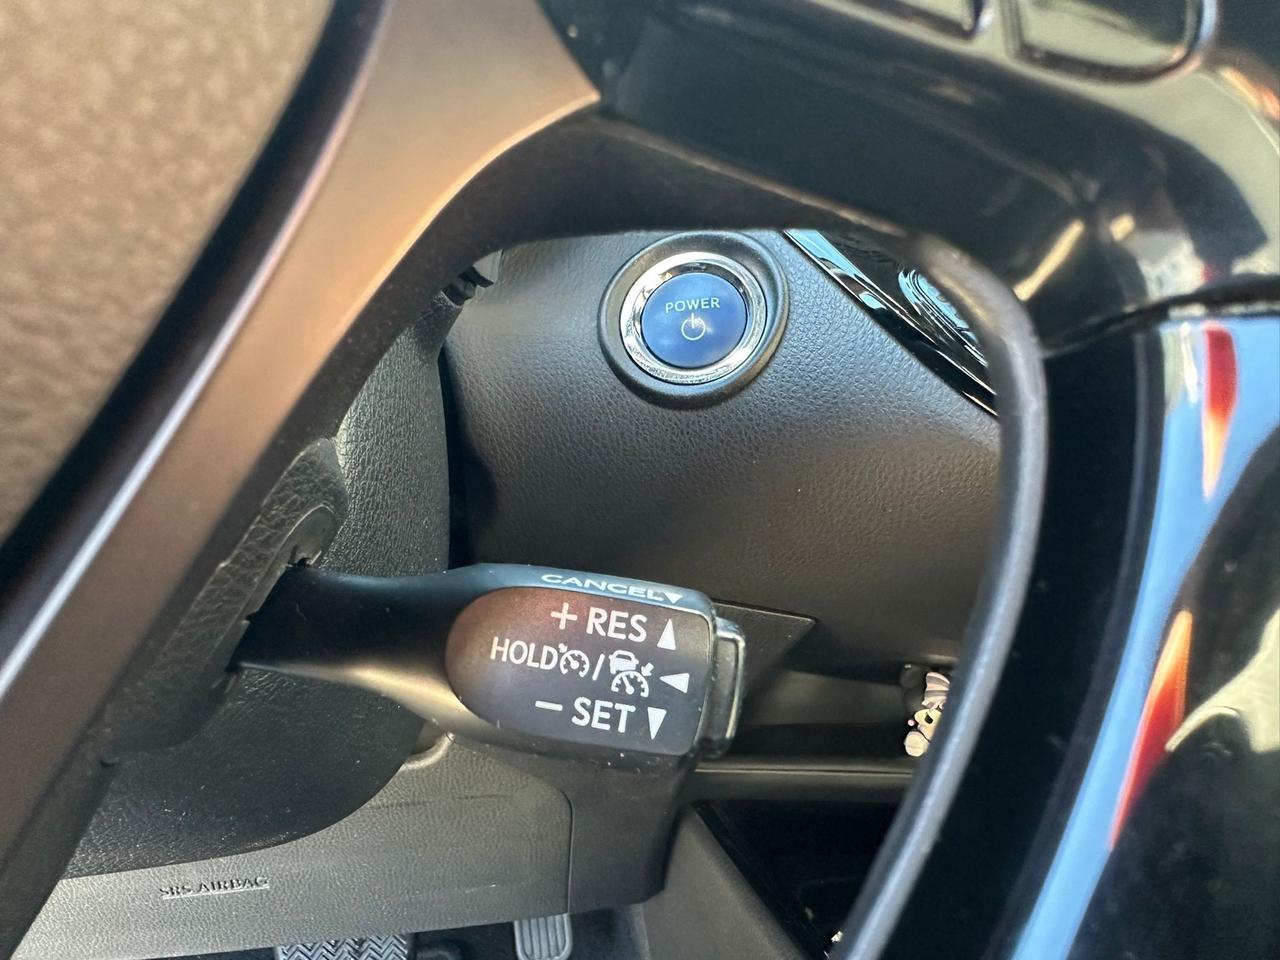 POWER
CANCEL
+ RES
HOLD /
− SET
SRS AIRBAG